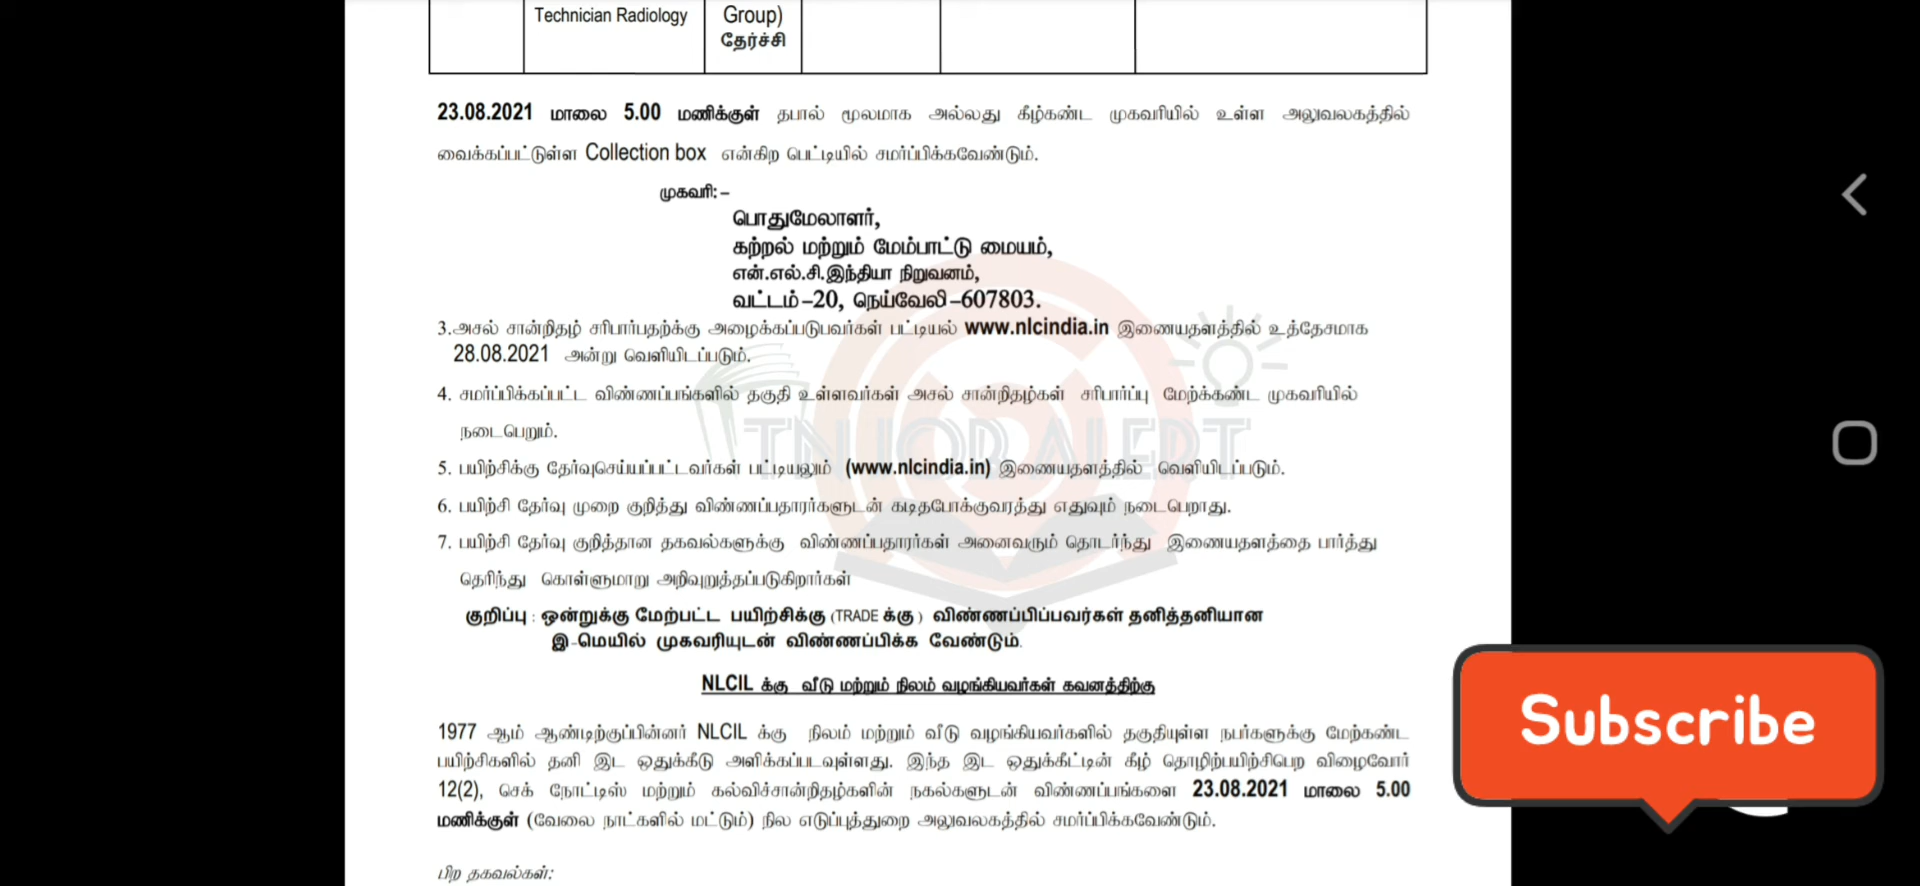 Technician Radiology
Group)
தேர்ச்சி
23.08.2021 மாலை 5.00 மணிக்குள் தபால் மூலமாக அல்லது கீழ்கண்ட முகவரியில் உள்ள அலுவலகத்தில்
வைக்கப்பட்டுள்ள Collection box என்கிற பெட்டியில் சமர்ப்பிக்கவேண்டும்.
முகவரி:–
பொதுமேலாளர்,
கற்றல் மற்றும் மேம்பாட்டு மையம்,
என்.எல்.சி.இந்தியா நிறுவனம்,
வட்டம்–20, நெய்வேலி–607803.
3.அசல் சான்றிதழ் சரிபார்பதற்க்கு அழைக்கப்படுபவர்கள் பட்டியல் www.nlcindia.in இணையதளத்தில் உத்தேசமாக
28.08.2021 அன்று வெளியிடப்படும்.
4. சமர்ப்பிக்கப்பட்ட விண்ணப்பங்களில் தகுதி உள்ளவர்கள் அசல் சான்றிதழ்கள் சரிபார்ப்பு மேற்க்கண்ட முகவரியில்
நடைபெறும்.
TN JOB ALERT
5. பயிற்சிக்கு தேர்வுசெய்யப்பட்டவர்கள் பட்டியலும் (www.nlcindia.in) இணையதளத்தில் வெளியிடப்படும்.
6. பயிற்சி தேர்வு முறை குறித்து விண்ணப்பதாரர்களுடன் கடிதபோக்குவரத்து எதுவும் நடைபெறாது.
7. பயிற்சி தேர்வு குறித்தான தகவல்களுக்கு விண்ணப்பதாரர்கள் அனைவரும் தொடர்ந்து இணையதளத்தை பார்த்து
தெரிந்து கொள்ளுமாறு அறிவுறுத்தப்படுகிறார்கள்
குறிப்பு : ஒன்றுக்கு மேற்பட்ட பயிற்சிக்கு (TRADE க்கு ) விண்ணப்பிப்பவர்கள் தனித்தனியான
இ-மெயில் முகவரியுடன் விண்ணப்பிக்க வேண்டும்.
NLCIL க்கு வீடு மற்றும் நிலம் வழங்கியவர்கள் கவனத்திற்கு
1977 ஆம் ஆண்டிற்குப்பின்னர் NLCIL க்கு நிலம் மற்றும் வீடு வழங்கியவர்களில் தகுதியுள்ள நபர்களுக்கு மேற்கண்ட
பயிற்சிகளில் தனி இட ஒதுக்கீடு அளிக்கப்படவுள்ளது. இந்த இட ஒதுக்கீட்டின் கீழ் தொழிற்பயிற்சிபெற விழைவோர்
12(2), செக் நோட்டிஸ் மற்றும் கல்விச்சான்றிதழ்களின் நகல்களுடன் விண்ணப்பங்களை 23.08.2021 மாலை 5.00
மணிக்குள் (வேலை நாட்களில் மட்டும்) நில எடுப்புத்துறை அலுவலகத்தில் சமர்ப்பிக்கவேண்டும்.
பிற தகவல்கள்:
Subscribe